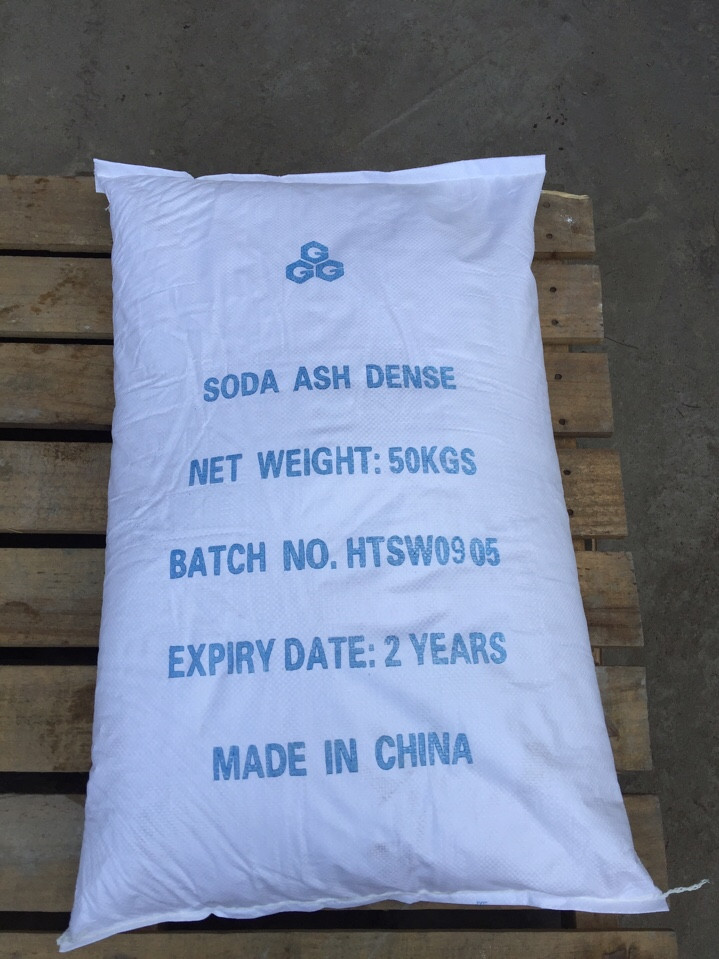 G
G G
SODA ASH DENSE
NET WEIGHT: 50KGS
BATCH NO. HTSW0905
EXPIRY DATE: 2 YEARS
MADE IN CHINA